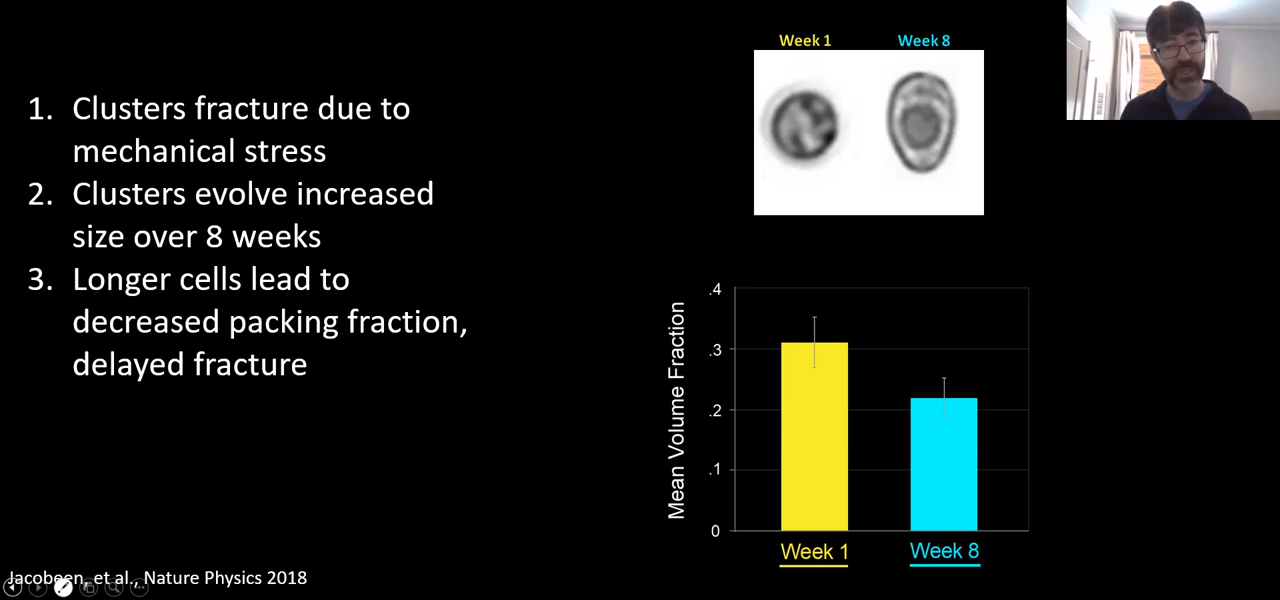 1. Clusters fracture due to
mechanical stress
2. Clusters evolve increased
size over 8 weeks
3. Longer cells lead to
decreased packing fraction,
delayed fracture
Week 1
Week 8
Mean Volume Fraction
.4
.3
.2
.1
0
Week 1
Week 8
Jacobeen, et al., Nature Physics 2018